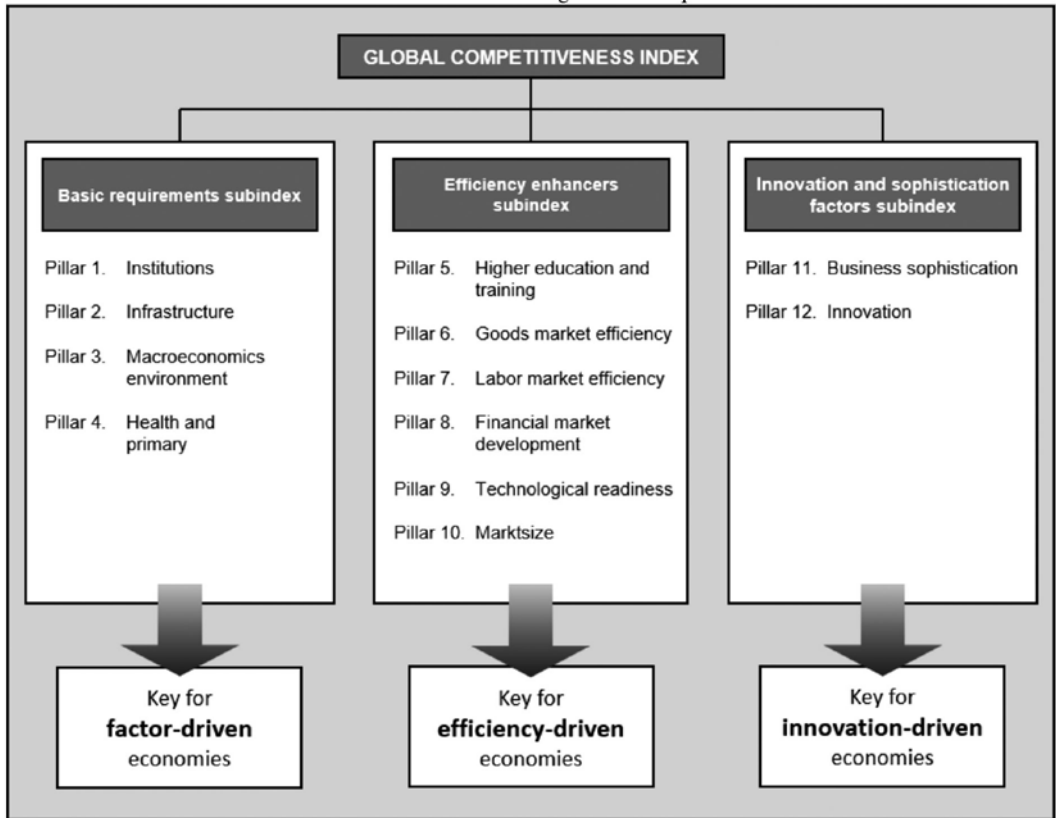 GLOBAL COMPETITIVENESS INDEX
Basic requirements subindex
Pillar 1. Institutions
Pillar 2. Infrastructure
Pillar 3. Macroeconomics
environment
Pillar 4. Health and
primary
Key for
factor-driven
economies
Efficiency enhancers
subindex
Pillar 5. Higher education and
training
Pillar 6. Goods market efficiency
Pillar 7. Labor market efficiency
Pillar 8. Financial market
development
Pillar 9. Technological readiness
Pillar 10. Marktsize
Key for
efficiency-driven
economies
Innovation and sophistication
factors subindex
Pillar 11. Business sophistication
Pillar 12. Innovation
Key for
innovation-driven
economies